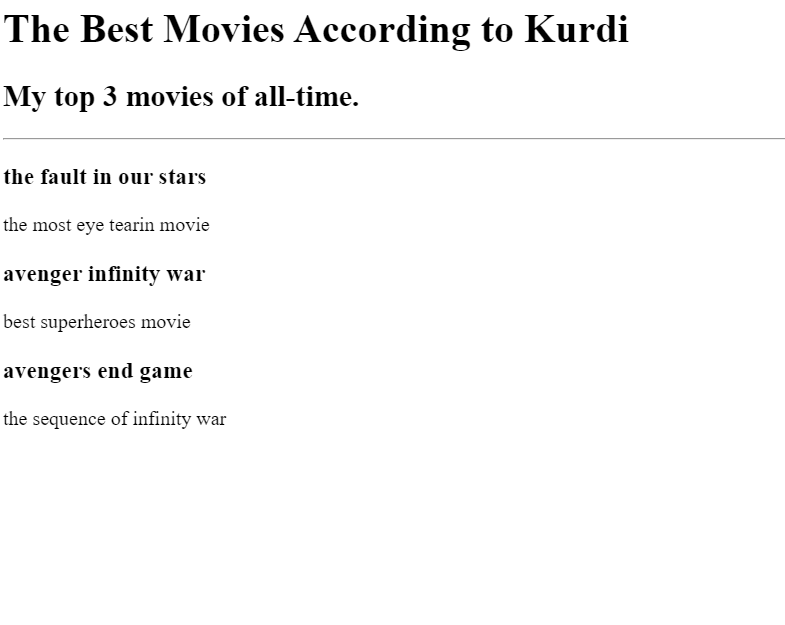 The Best Movies According to Kurdi
My top 3 movies of all-time.
the fault in our stars
the most eye tearin movie
avenger infinity war
best superheroes movie
avengers end game
the sequence of infinity war